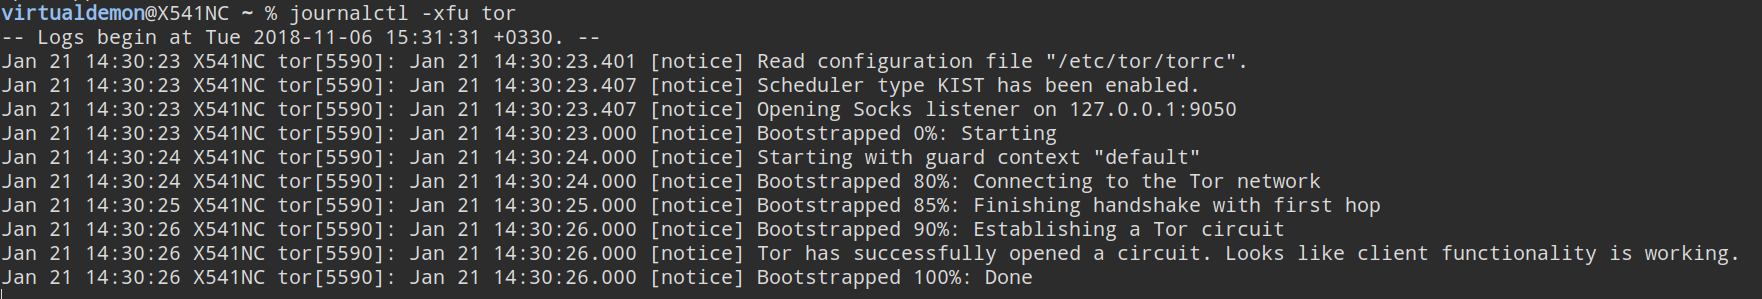 virtualdemon@X541NC ~ % journalctl -xfu tor
-- Logs begin at Tue 2018-11-06 15:31:31 +0330. --
Jan 21 14:30:23 X541NC tor[5590]: Jan 21 14:30:23.401 [notice] Read configuration file "/etc/tor/torrc".
Jan 21 14:30:23 X541NC tor[5590]: Jan 21 14:30:23.407 [notice] Scheduler type KIST has been enabled.
Jan 21 14:30:23 X541NC tor[5590]: Jan 21 14:30:23.407 [notice] Opening Socks listener on 127.0.0.1:9050
Jan 21 14:30:23 X541NC tor[5590]: Jan 21 14:30:23.000 [notice] Bootstrapped 0%: Starting
Jan 21 14:30:24 X541NC tor[5590]: Jan 21 14:30:24.000 [notice] Starting with guard context "default"
Jan 21 14:30:24 X541NC tor[5590]: Jan 21 14:30:24.000 [notice] Bootstrapped 80%: Connecting to the Tor network
Jan 21 14:30:25 X541NC tor[5590]: Jan 21 14:30:25.000 [notice] Bootstrapped 85%: Finishing handshake with first hop
Jan 21 14:30:26 X541NC tor[5590]: Jan 21 14:30:26.000 [notice] Bootstrapped 90%: Establishing a Tor circuit
Jan 21 14:30:26 X541NC tor[5590]: Jan 21 14:30:26.000 [notice] Tor has successfully opened a circuit. Looks like client functionality is working.
Jan 21 14:30:26 X541NC tor[5590]: Jan 21 14:30:26.000 [notice] Bootstrapped 100%: Done